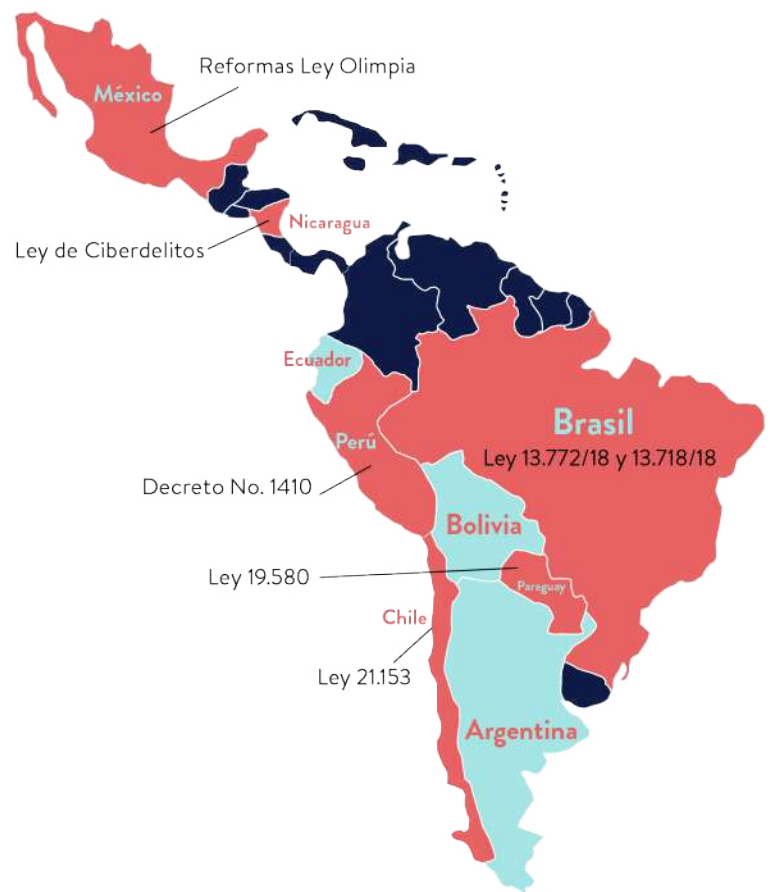 Reformas Ley Olimpia
México
Nicaragua
Ley de Ciberdelitos
Ecuador
Brasil
Perú
Ley 13.772/18 y 13.718/18
Decreto No. 1410
Bolivia
Ley 19.580
Paraguay
Chile
Ley 21.153
Argentina